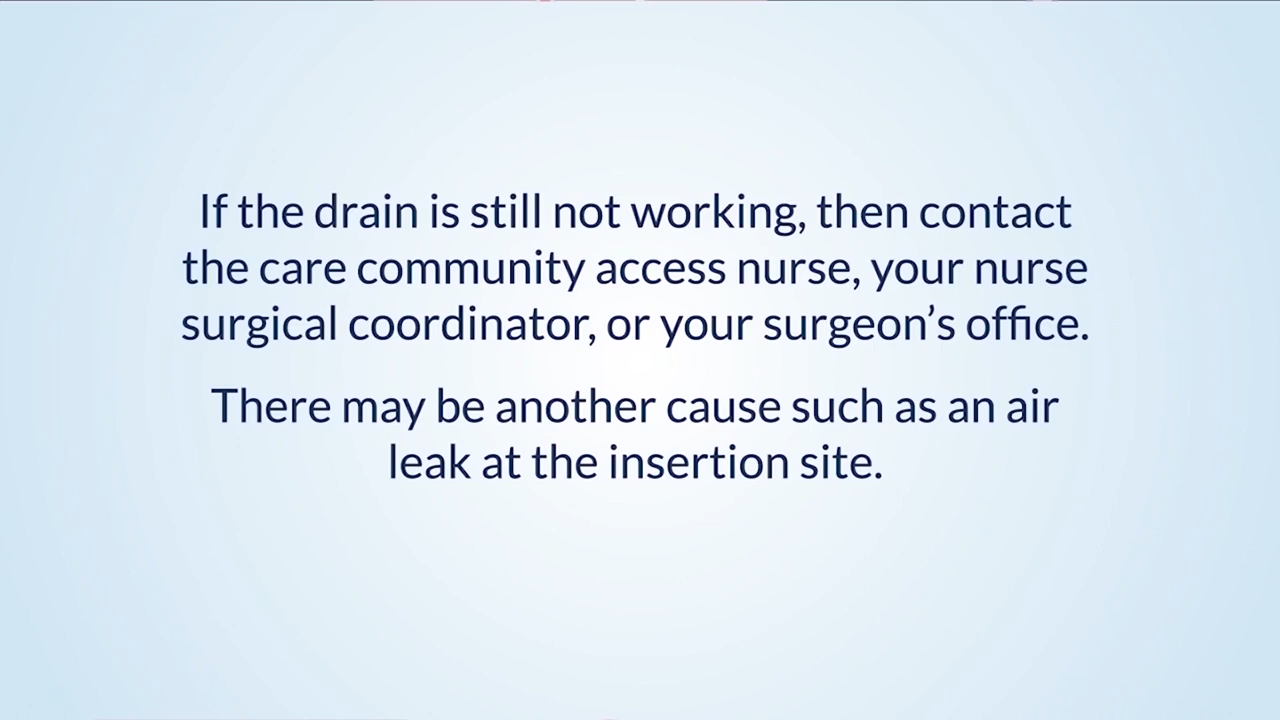 If the drain is still not working, then contact
the care community access nurse, your nurse
surgical coordinator, or your surgeon’s office.
There may be another cause such as an air
leak at the insertion site.